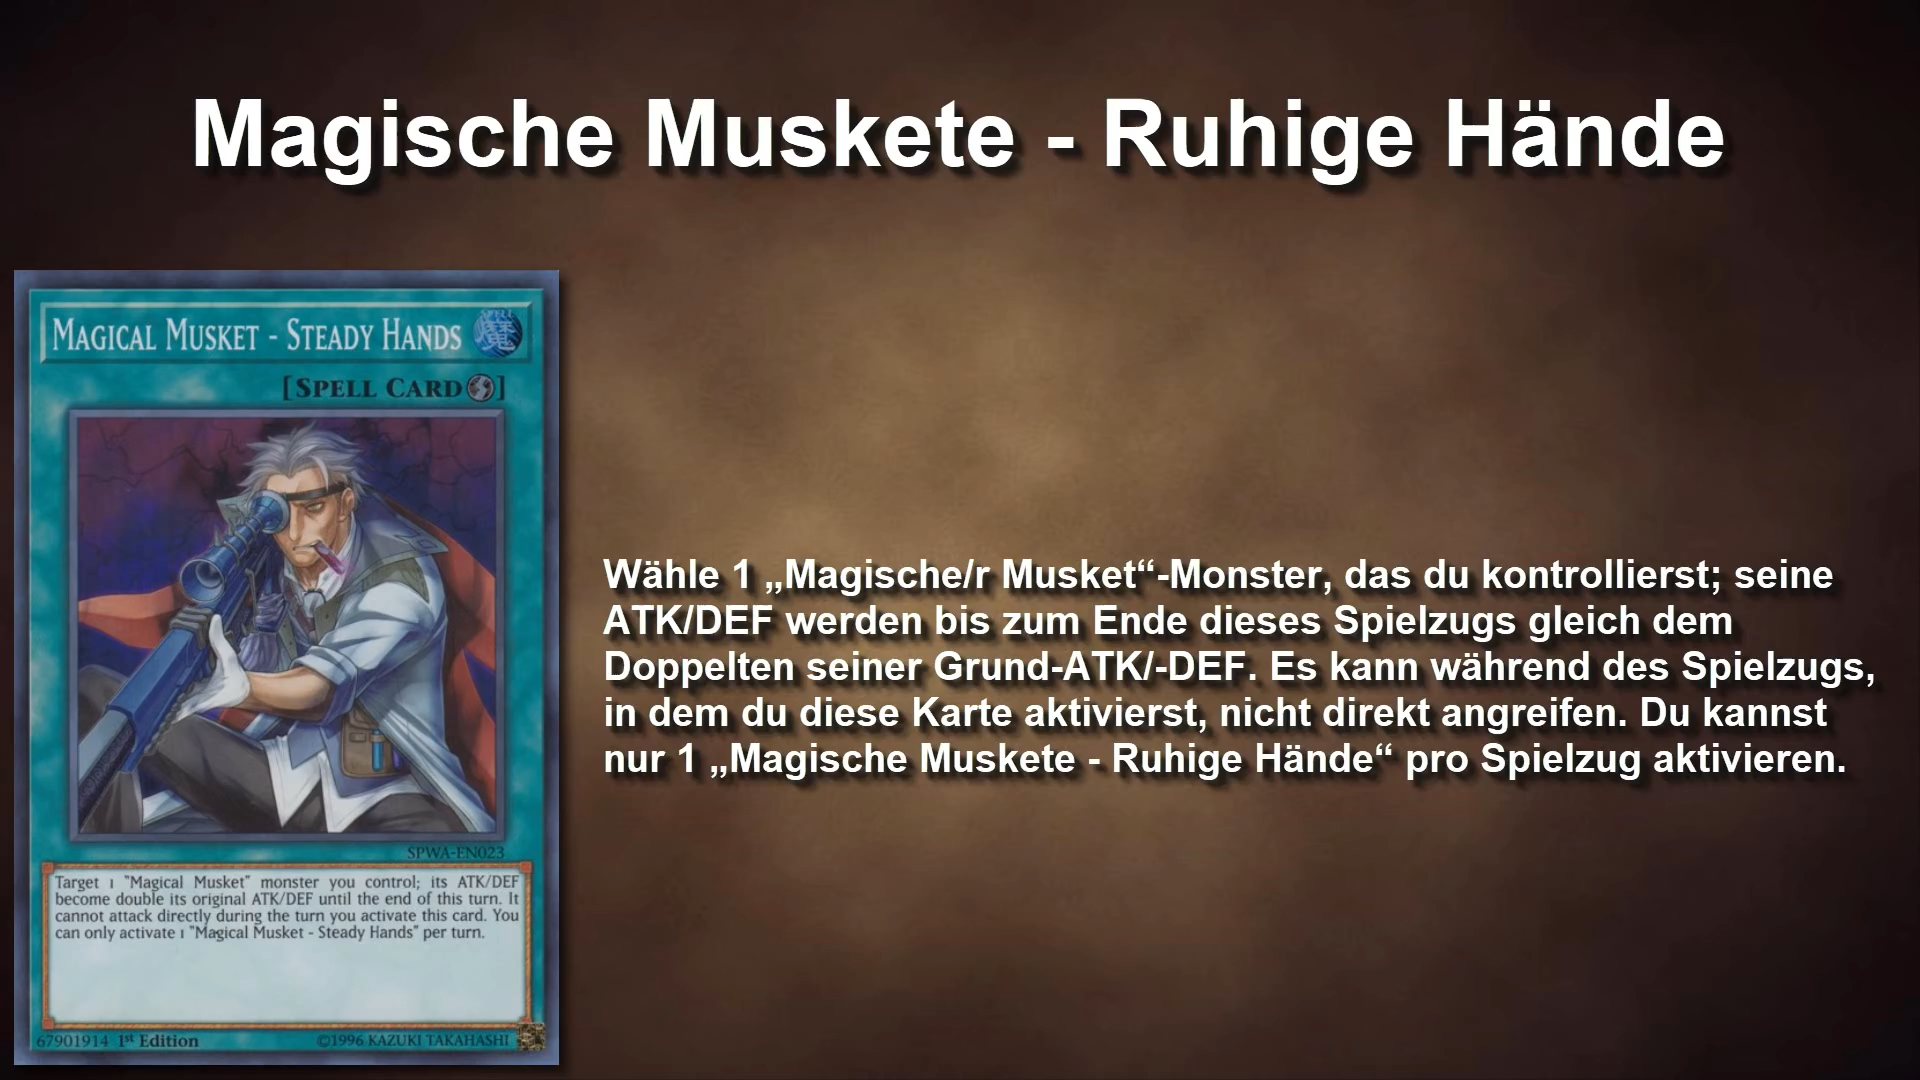 Magische Muskete - Ruhige Hände
MAGICAL MUSKET - STEADY HANDS
SPELL
魔
[SPELL CARD]
Wähle 1 „Magische/r Musket“-Monster, das du kontrollierst; seine
ATK/DEF werden bis zum Ende dieses Spielzugs gleich dem
Doppelten seiner Grund-ATK/-DEF. Es kann während des Spielzugs,
in dem du diese Karte aktivierst, nicht direkt angreifen. Du kannst
nur 1 „Magische Muskete - Ruhige Hände“ pro Spielzug aktivieren.
SPWA-EN023
Target 1 "Magical Musket" monster you control; its ATK/DEF
become double its original ATK/DEF until the end of this turn. It
cannot attack directly during the turn you activate this card. You
can only activate 1 "Magical Musket - Steady Hands" per turn.
67901914 1st Edition
©1996 KAZUKI TAKAHASHI